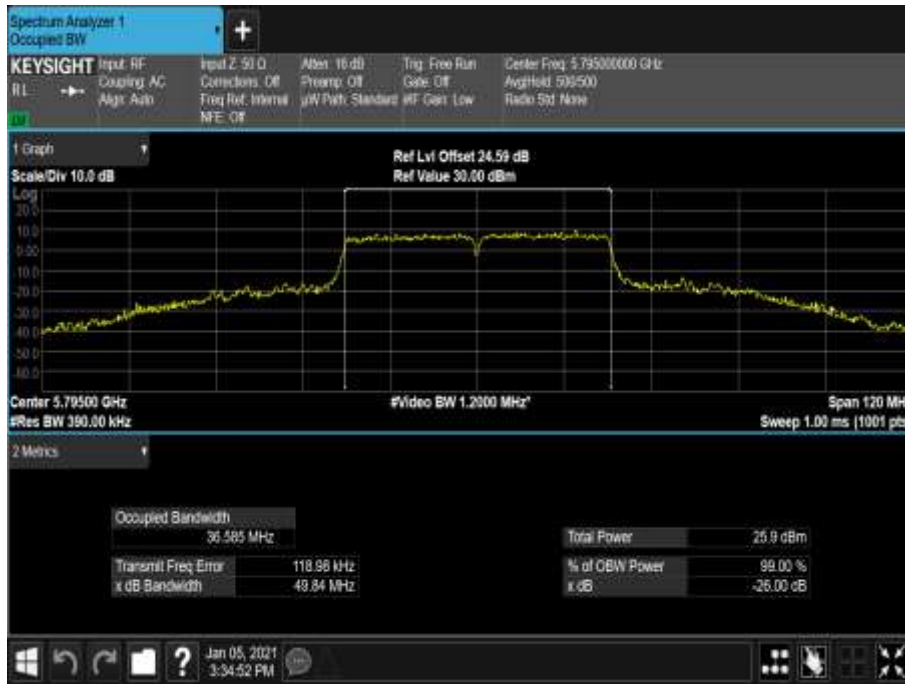 Spectrum Analyzer 1
Occupied BW
+
KEYSIGHT Input: RF Input Z: 50 Ω Atten: 16 dB Trig: Free Run Center Freq: 5.795000000 GHz
RL Coupling: AC Corrections: Off Preamp: Off Gate: Off Avg|Hold: 500/500
Align: Auto Freq Ref: Internal µW Path: Standard #IF Gain: Low Radio Std: None
NFE: Off
1 Graph
Ref Lvl Offset 24.59 dB
Scale/Div 10.0 dB Ref Value 30.00 dBm
Log
20.0
10.0
0.00
-10.0
-20.0
-30.0
-40.0
-50.0
-60.0
Center 5.79500 GHz #Video BW 1.2000 MHz* Span 120 MH
#Res BW 390.00 kHz Sweep 1.00 ms (1001 pts
2 Metrics
Occupied Bandwidth
36.585 MHz Total Power 25.9 dBm
Transmit Freq Error 118.98 kHz % of OBW Power 99.00 %
x dB Bandwidth 49.84 MHz x dB -26.00 dB
? Jan 05, 2021
3:34:52 PM